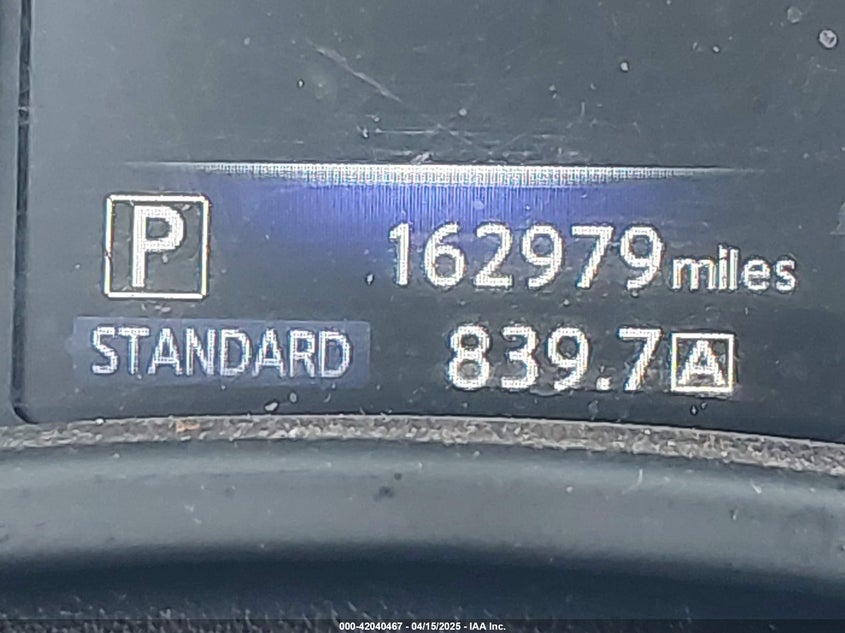 P 162979 miles
STANDARD 839.7 A
000-42040467 - 04/15/2025 - IAA Inc.